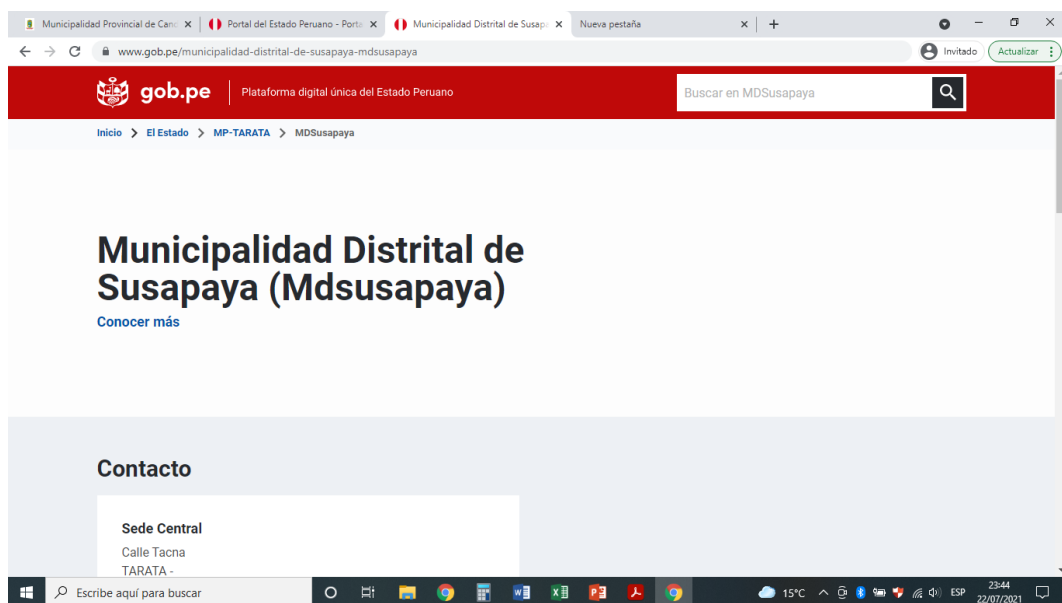 Municipalidad Provincial de Canc
Portal del Estado Peruano - Porta
Municipalidad Distrital de Susap
Nueva pestaña
www.gob.pe/municipalidad-distrital-de-susapaya-mdsusapaya
Invitado
Actualizar
gob.pe
Plataforma digital única del Estado Peruano
Buscar en MDSusapaya
Inicio > El Estado > MP-TARATA > MDSusapaya
Municipalidad Distrital de
Susapaya (Mdsusapaya)
Conocer más
Contacto
Sede Central
Calle Tacna
TARATA -
Escribe aquí para buscar
15°C
ESP
23:44
22/07/2021